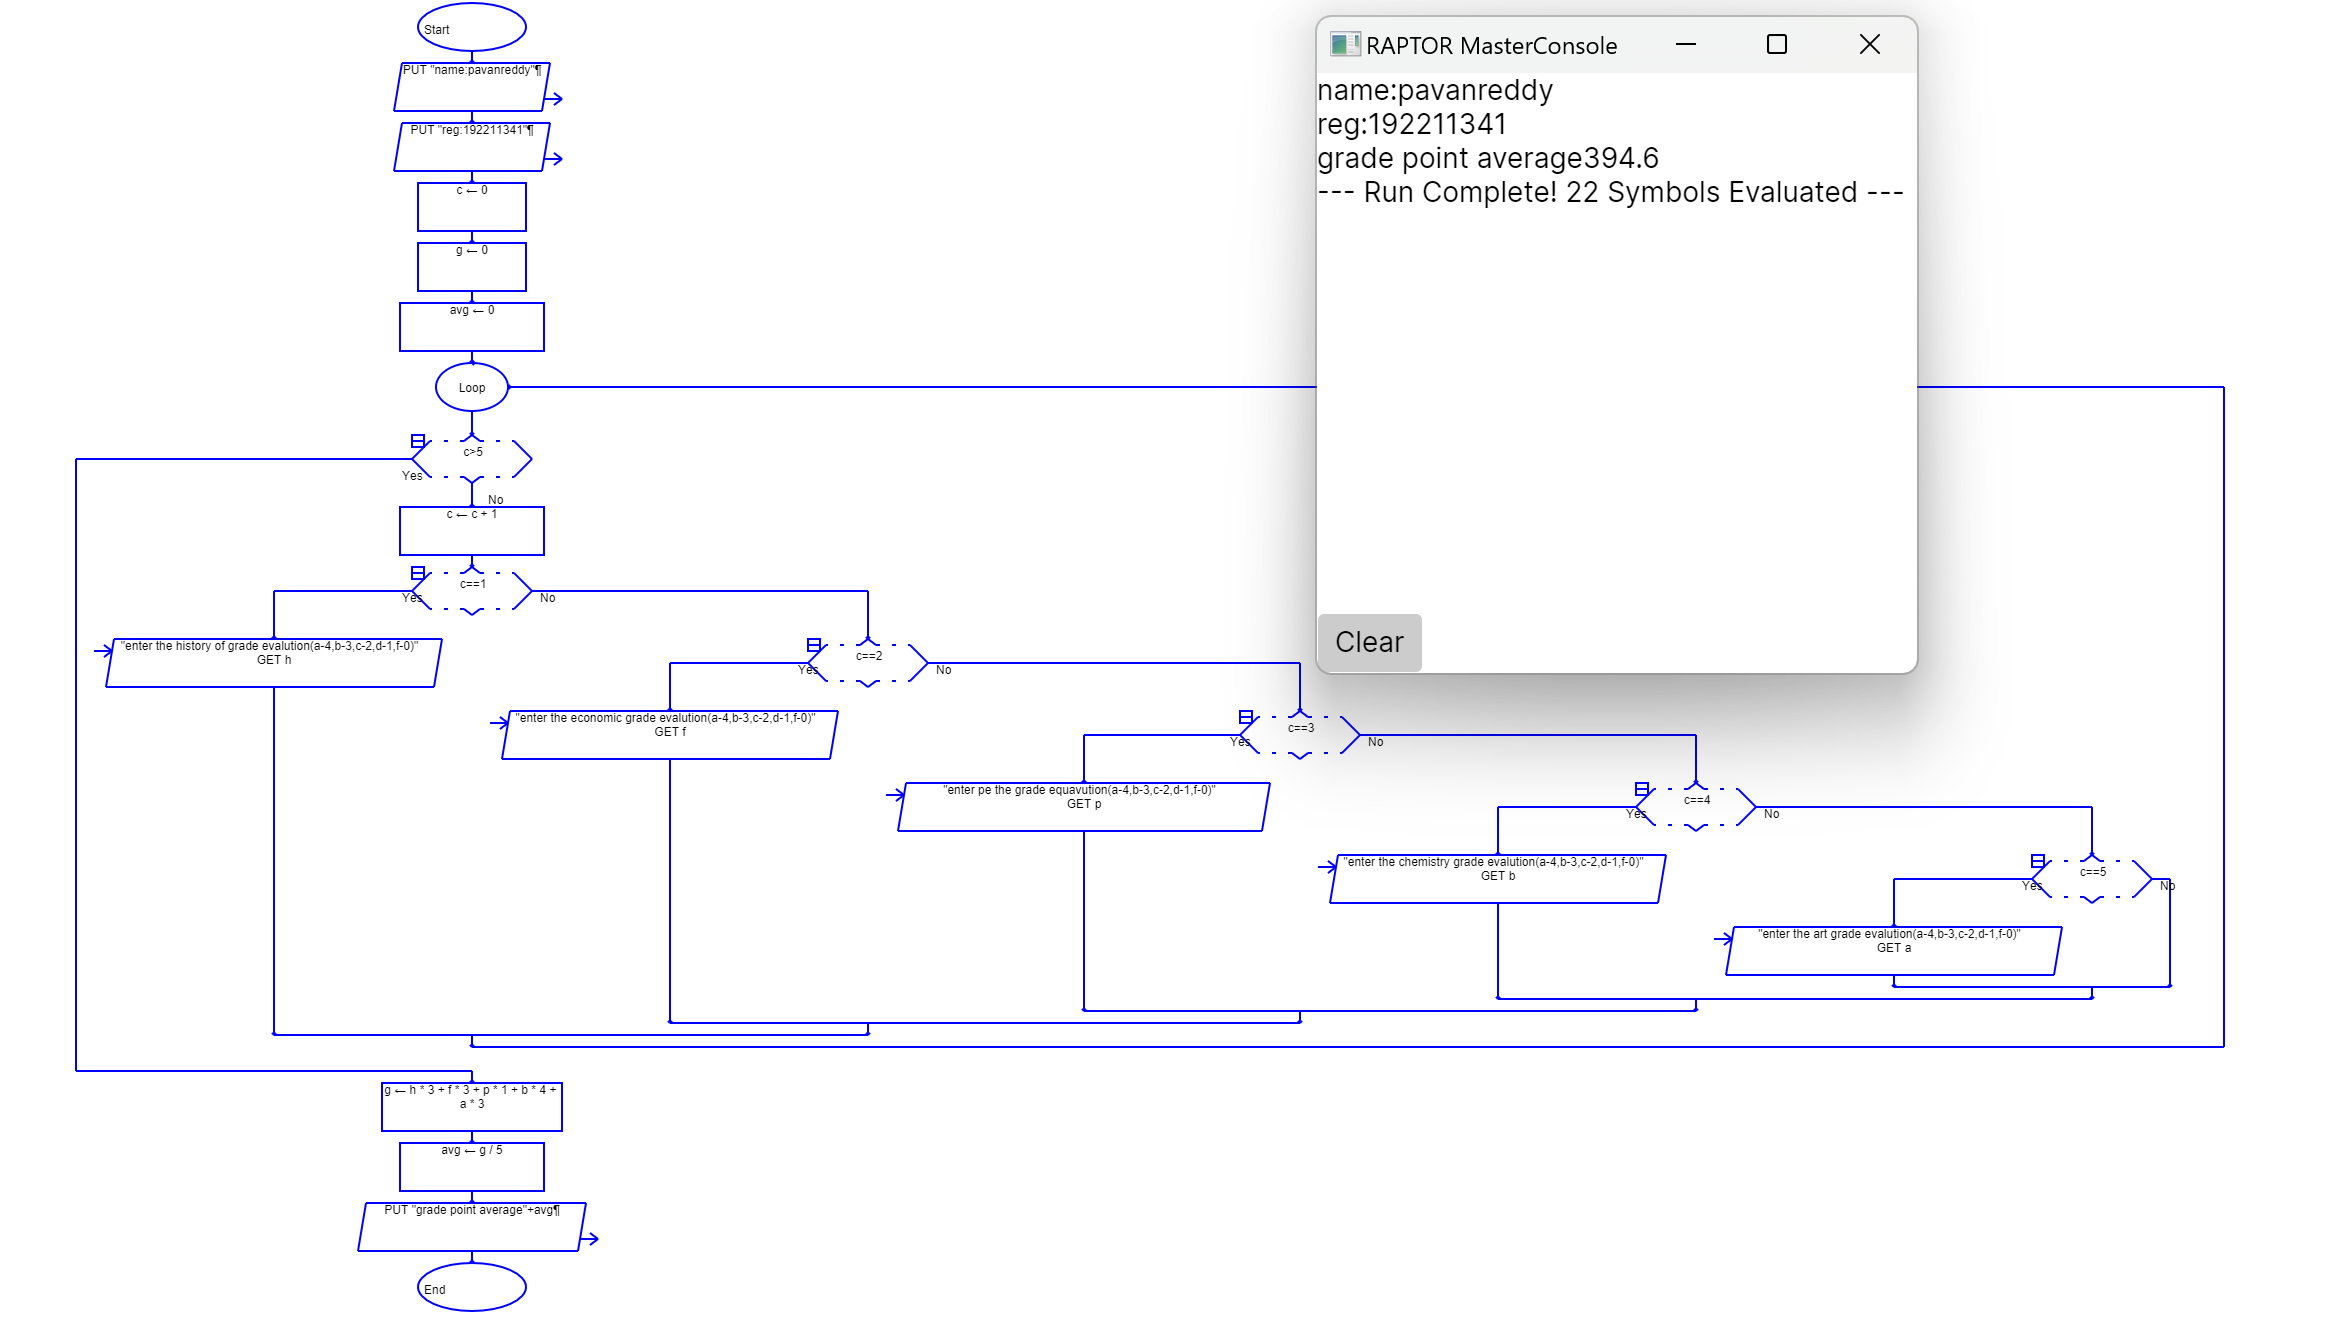 Start
PUT "name:pavanreddy"¶
PUT "reg:192211341"¶
c ← 0
g ← 0
avg ← 0
Loop
c>5
Yes
No
c ← c + 1
c==1
Yes
No
"enter the history of grade evalution(a-4,b-3,c-2,d-1,f-0)"
GET h
c==2
Yes
No
"enter the economic grade evalution(a-4,b-3,c-2,d-1,f-0)"
GET f
c==3
Yes
No
"enter pe the grade equavution(a-4,b-3,c-2,d-1,f-0)"
GET p
c==4
Yes
No
"enter the chemistry grade evalution(a-4,b-3,c-2,d-1,f-0)"
GET b
c==5
Yes
No
"enter the art grade evalution(a-4,b-3,c-2,d-1,f-0)"
GET a
g ← h * 3 + f * 3 + p * 1 + b * 4 +
a * 3
avg ← g / 5
PUT "grade point average"+avg¶
End
RAPTOR MasterConsole
name:pavanreddy
reg:192211341
grade point average394.6
--- Run Complete! 22 Symbols Evaluated ---
Clear